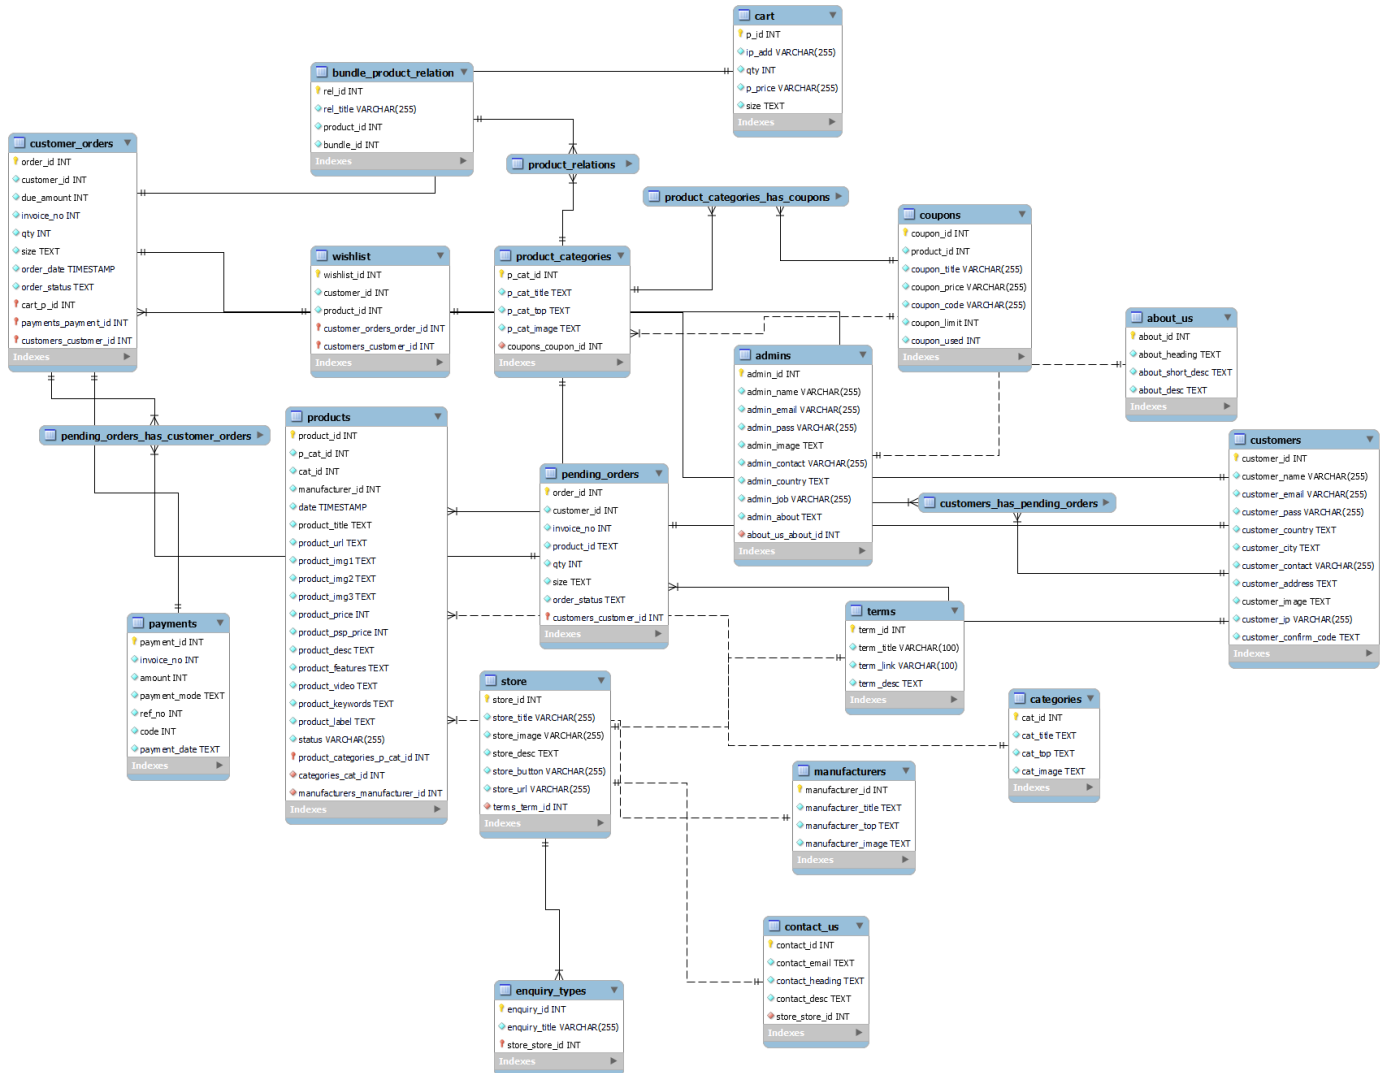 cart
p_id INT
ip_add VARCHAR(255)
qty INT
p_price VARCHAR(255)
size TEXT
Indexes
bundle_product_relation
rel_id INT
rel_title VARCHAR(255)
product_id INT
bundle_id INT
Indexes
customer_orders
order_id INT
customer_id INT
due_amount INT
invoice_no INT
qty INT
size TEXT
order_date TIMESTAMP
order_status TEXT
cart_p_id INT
payments_payment_id INT
customers_customer_id INT
Indexes
product_relations
product_categories_has_coupons
coupons
coupon_id INT
product_id INT
coupon_title VARCHAR(255)
coupon_price VARCHAR(255)
coupon_code VARCHAR(255)
coupon_limit INT
coupon_used INT
Indexes
wishlist
wishlist_id INT
customer_id INT
product_id INT
customer_orders_order_id INT
customers_customer_id INT
Indexes
product_categories
p_cat_id INT
p_cat_title TEXT
p_cat_top TEXT
p_cat_image TEXT
coupons_coupon_id INT
Indexes
about_us
about_id INT
about_heading TEXT
about_short_desc TEXT
about_desc TEXT
Indexes
admins
admin_id INT
admin_name VARCHAR(255)
admin_email VARCHAR(255)
admin_pass VARCHAR(255)
admin_image TEXT
admin_contact VARCHAR(255)
admin_country TEXT
admin_job VARCHAR(255)
admin_about TEXT
about_us_about_id INT
Indexes
pending_orders_has_customer_orders
products
product_id INT
p_cat_id INT
cat_id INT
manufacturer_id INT
date TIMESTAMP
product_title TEXT
product_url TEXT
product_img1 TEXT
product_img2 TEXT
product_img3 TEXT
product_price INT
product_psp_price INT
product_desc TEXT
product_features TEXT
product_video TEXT
product_keywords TEXT
product_label TEXT
status VARCHAR(255)
product_categories_p_cat_id INT
categories_cat_id INT
manufacturers_manufacturer_id INT
Indexes
customers
customer_id INT
customer_name VARCHAR(255)
customer_email VARCHAR(255)
customer_pass VARCHAR(255)
customer_country TEXT
customer_city TEXT
customer_contact VARCHAR(255)
customer_address TEXT
customer_image TEXT
customer_ip VARCHAR(255)
customer_confirm_code TEXT
Indexes
pending_orders
order_id INT
customer_id INT
invoice_no INT
product_id TEXT
qty INT
size TEXT
order_status TEXT
customers_customer_id INT
Indexes
customers_has_pending_orders
payments
payment_id INT
invoice_no INT
amount INT
payment_mode TEXT
ref_no INT
code INT
payment_date TEXT
Indexes
terms
term_id INT
term_title VARCHAR(100)
term_link VARCHAR(100)
term_desc TEXT
Indexes
store
store_id INT
store_title VARCHAR(255)
store_image VARCHAR(255)
store_desc TEXT
store_button VARCHAR(255)
store_url VARCHAR(255)
terms_term_id INT
Indexes
categories
cat_id INT
cat_title TEXT
cat_top TEXT
cat_image TEXT
Indexes
manufacturers
manufacturer_id INT
manufacturer_title TEXT
manufacturer_top TEXT
manufacturer_image TEXT
Indexes
contact_us
contact_id INT
contact_email TEXT
contact_heading TEXT
contact_desc TEXT
store_store_id INT
Indexes
enquiry_types
enquiry_id INT
enquiry_title VARCHAR(255)
store_store_id INT
Indexes